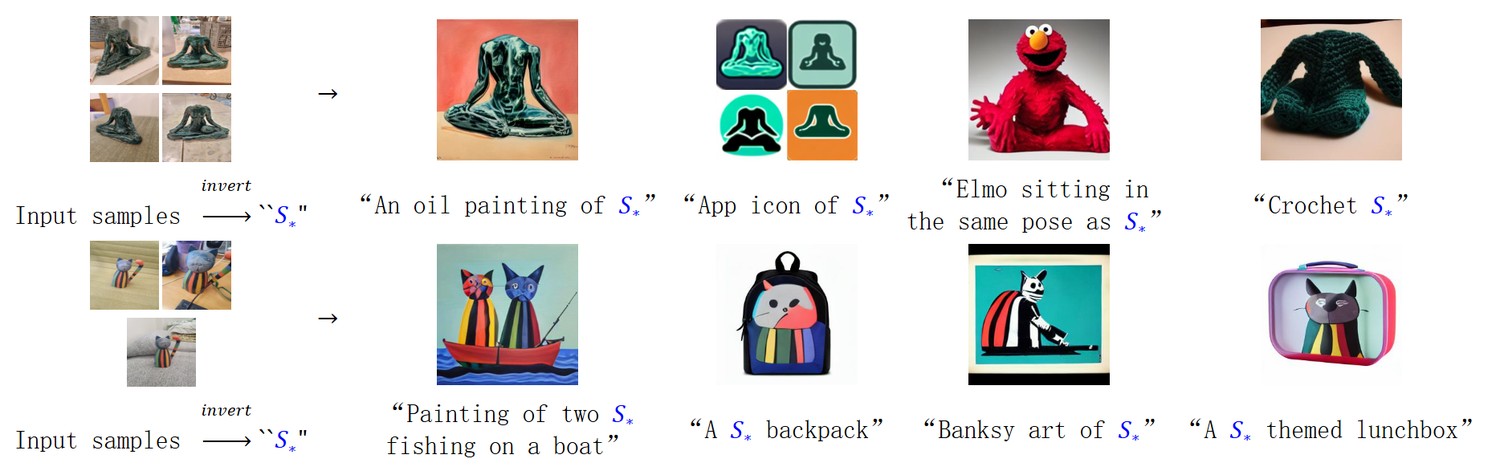 invert
Input samples → ``S*"
“An oil painting of S*”
“App icon of S*”
“Elmo sitting in
the same pose as S*”
“Crochet S*”
invert
Input samples → ``S*"
“Painting of two S*
fishing on a boat”
“A S* backpack”
“Banksy art of S*”
“A S* themed lunchbox”